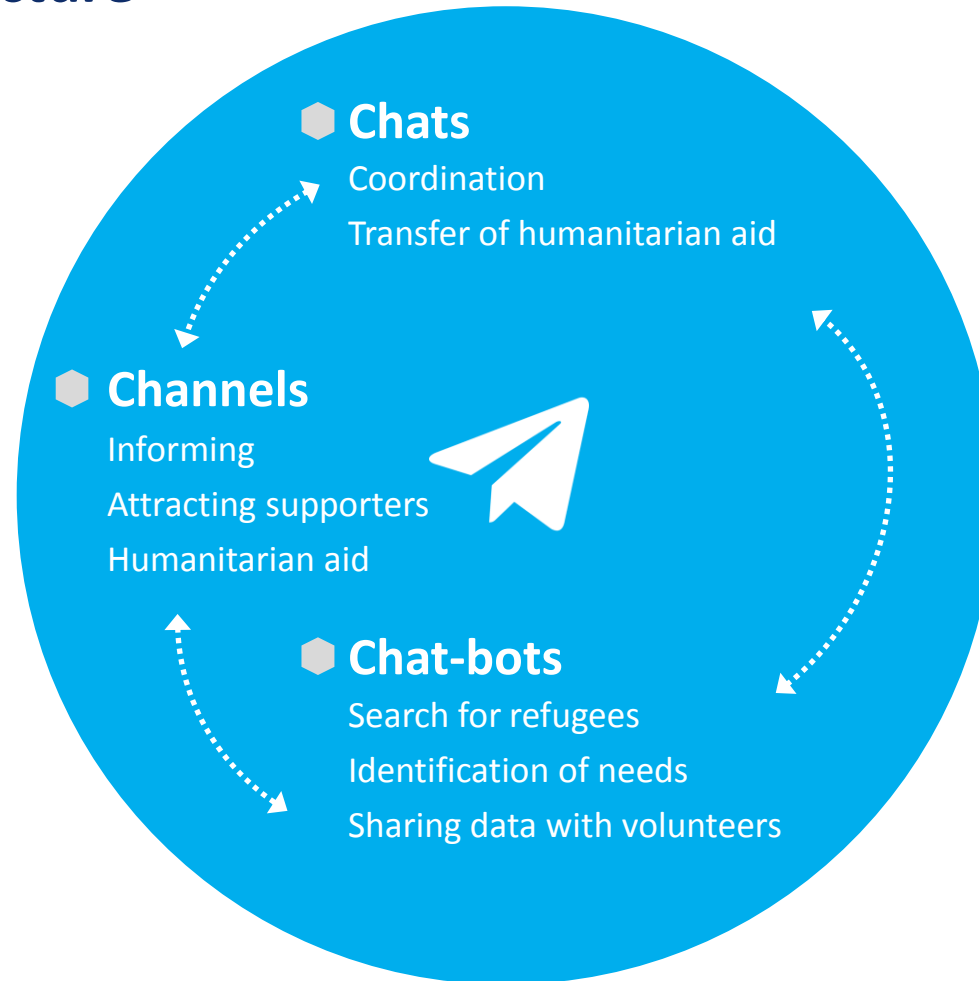 Chats
Coordination
Transfer of humanitarian aid
Channels
Informing
Attracting supporters
Humanitarian aid
Chat-bots
Search for refugees
Identification of needs
Sharing data with volunteers